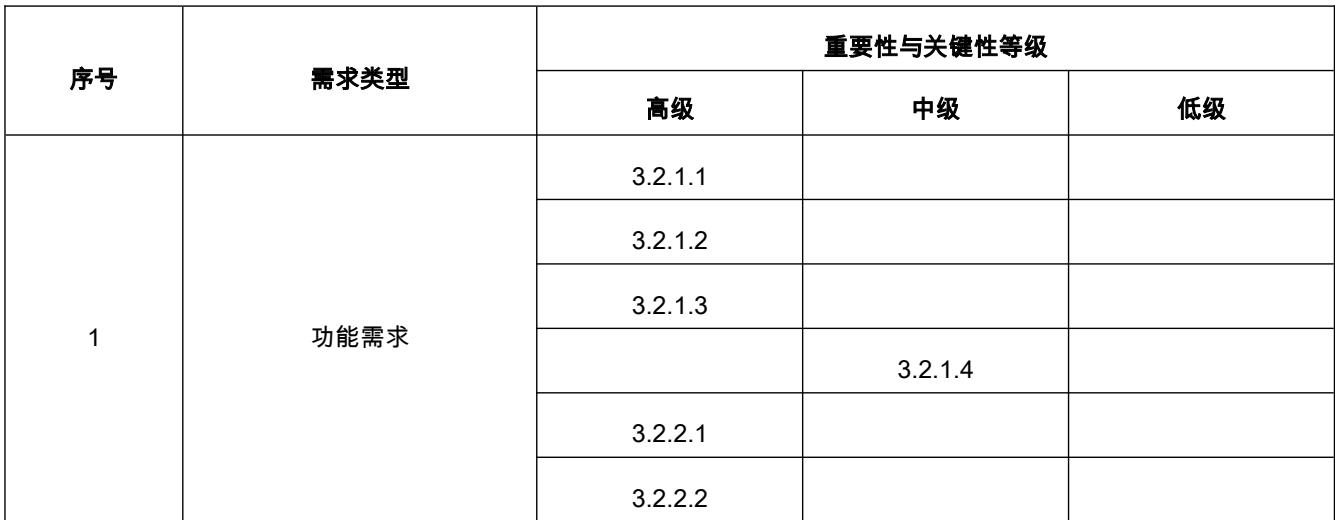 序号
需求类型
重要性与关键性等级
高级
中级
低级
1
功能需求
3.2.1.1
3.2.1.2
3.2.1.3
3.2.1.4
3.2.2.1
3.2.2.2